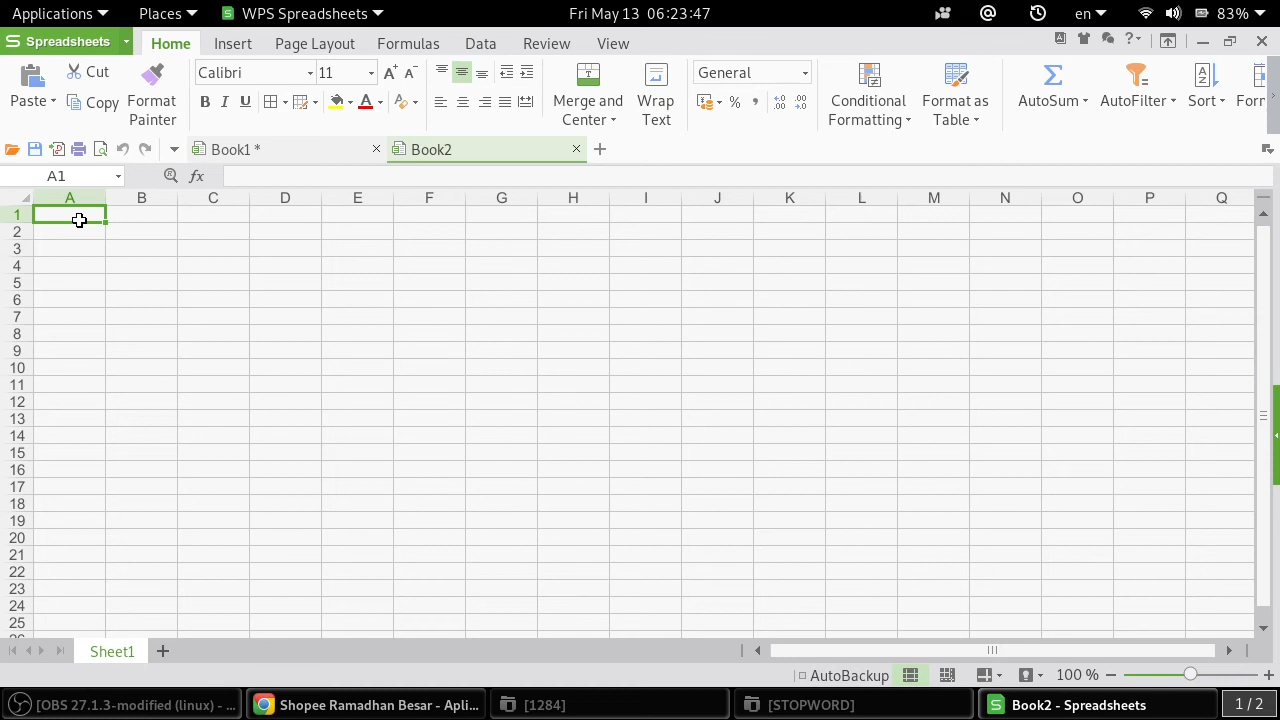 Applications Places WPS Spreadsheets Fri May 13 06:23:47 en 83%
Spreadsheets Home Insert Page Layout Formulas Data Review View
Paste Cut Copy Format Painter Calibri 11 A+ A- B I U Merge and Center Wrap Text General % Conditional Formatting Format as Table AutoSum AutoFilter Sort Form
Book1 * Book2
A1 fx
A B C D E F G H I J K L M N O P Q
1
2
3
4
5
6
7
8
9
10
11
12
13
14
15
16
17
18
19
20
21
22
23
24
25
26
Sheet1
AutoBackup 100 %
[OBS 27.1.3-modified (linux) - ... Shopee Ramadhan Besar - Apli... [1284] [STOPWORD] Book2 - Spreadsheets 1 / 2